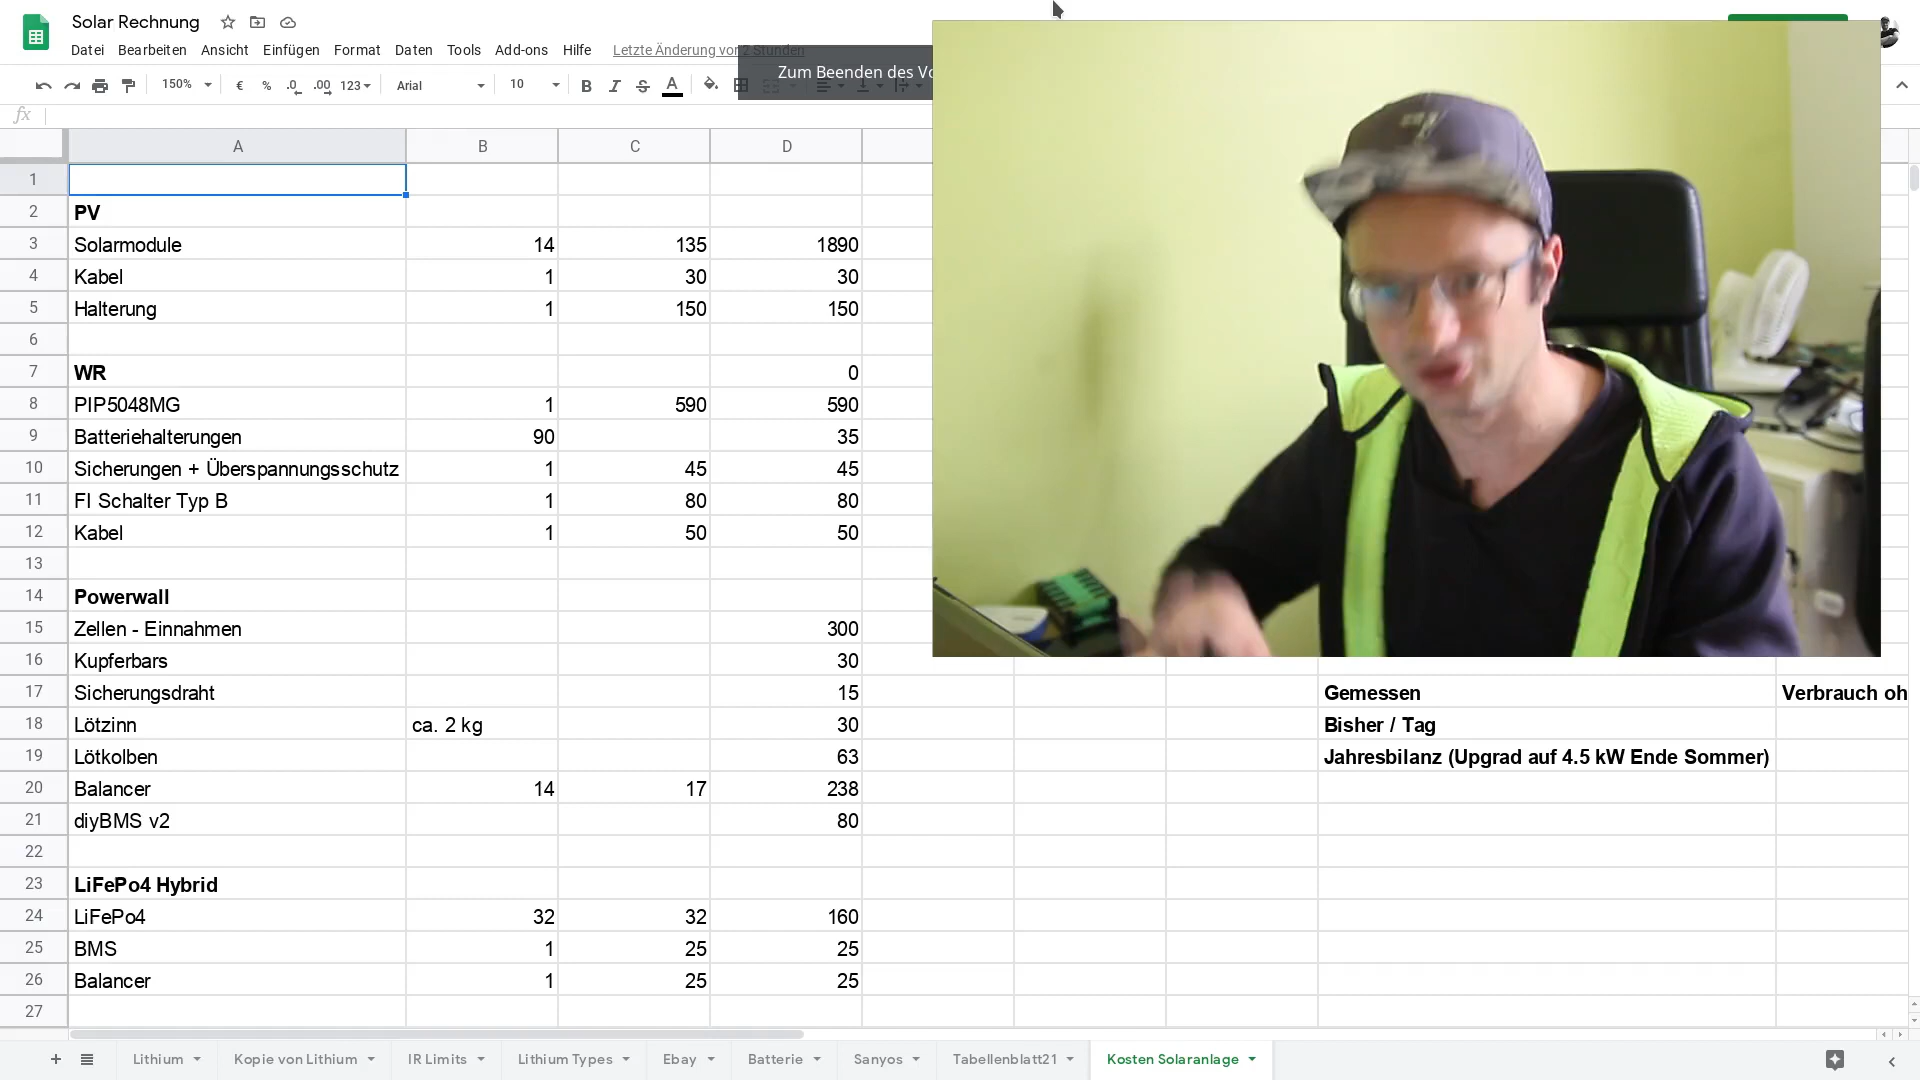 Solar Rechnung
Datei Bearbeiten Ansicht Einfügen Format Daten Tools Add-ons Hilfe Letzte Änderung vor 2 Stunden
Zum Beenden des
150% € % .0 .00 123 Arial 10 B I S A
fx
A B C D
1
2 PV
3 Solarmodule 14 135 1890
4 Kabel 1 30 30
5 Halterung 1 150 150
6
7 WR 0
8 PIP5048MG 1 590 590
9 Batteriehalterungen 90 35
10 Sicherungen + Überspannungsschutz 1 45 45
11 FI Schalter Typ B 1 80 80
12 Kabel 1 50 50
13
14 Powerwall
15 Zellen - Einnahmen 300
16 Kupferbars 30
17 Sicherungsdraht 15 Gemessen Verbrauch oh
18 Lötzinn ca. 2 kg 30 Bisher / Tag
19 Lötkolben 63 Jahresbilanz (Upgrad auf 4.5 kW Ende Sommer)
20 Balancer 14 17 238
21 diyBMS v2 80
22
23 LiFePo4 Hybrid
24 LiFePo4 32 32 160
25 BMS 1 25 25
26 Balancer 1 25 25
27
Lithium Kopie von Lithium IR Limits Lithium Types Ebay Batterie Sanyos Tabellenblatt21 Kosten Solaranlage